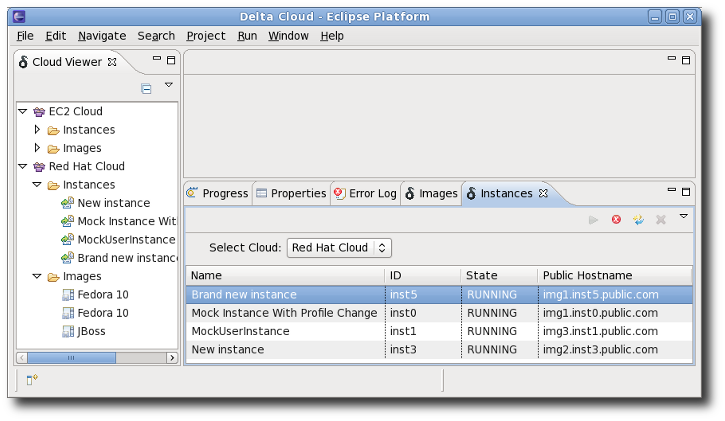 Delta Cloud - Eclipse Platform
File Edit Navigate Search Project Run Window Help
Cloud Viewer
EC2 Cloud
Instances
Images
Red Hat Cloud
Instances
New instance
Mock Instance Wit
MockUserInstance
Brand new instanc
Images
Fedora 10
Fedora 10
JBoss
Progress Properties Error Log Images Instances
Select Cloud: Red Hat Cloud
Name ID State Public Hostname
Brand new instance inst5 RUNNING img1.inst5.public.com
Mock Instance With Profile Change inst0 RUNNING img1.inst0.public.com
MockUserInstance inst1 RUNNING img3.inst1.public.com
New instance inst3 RUNNING img2.inst3.public.com